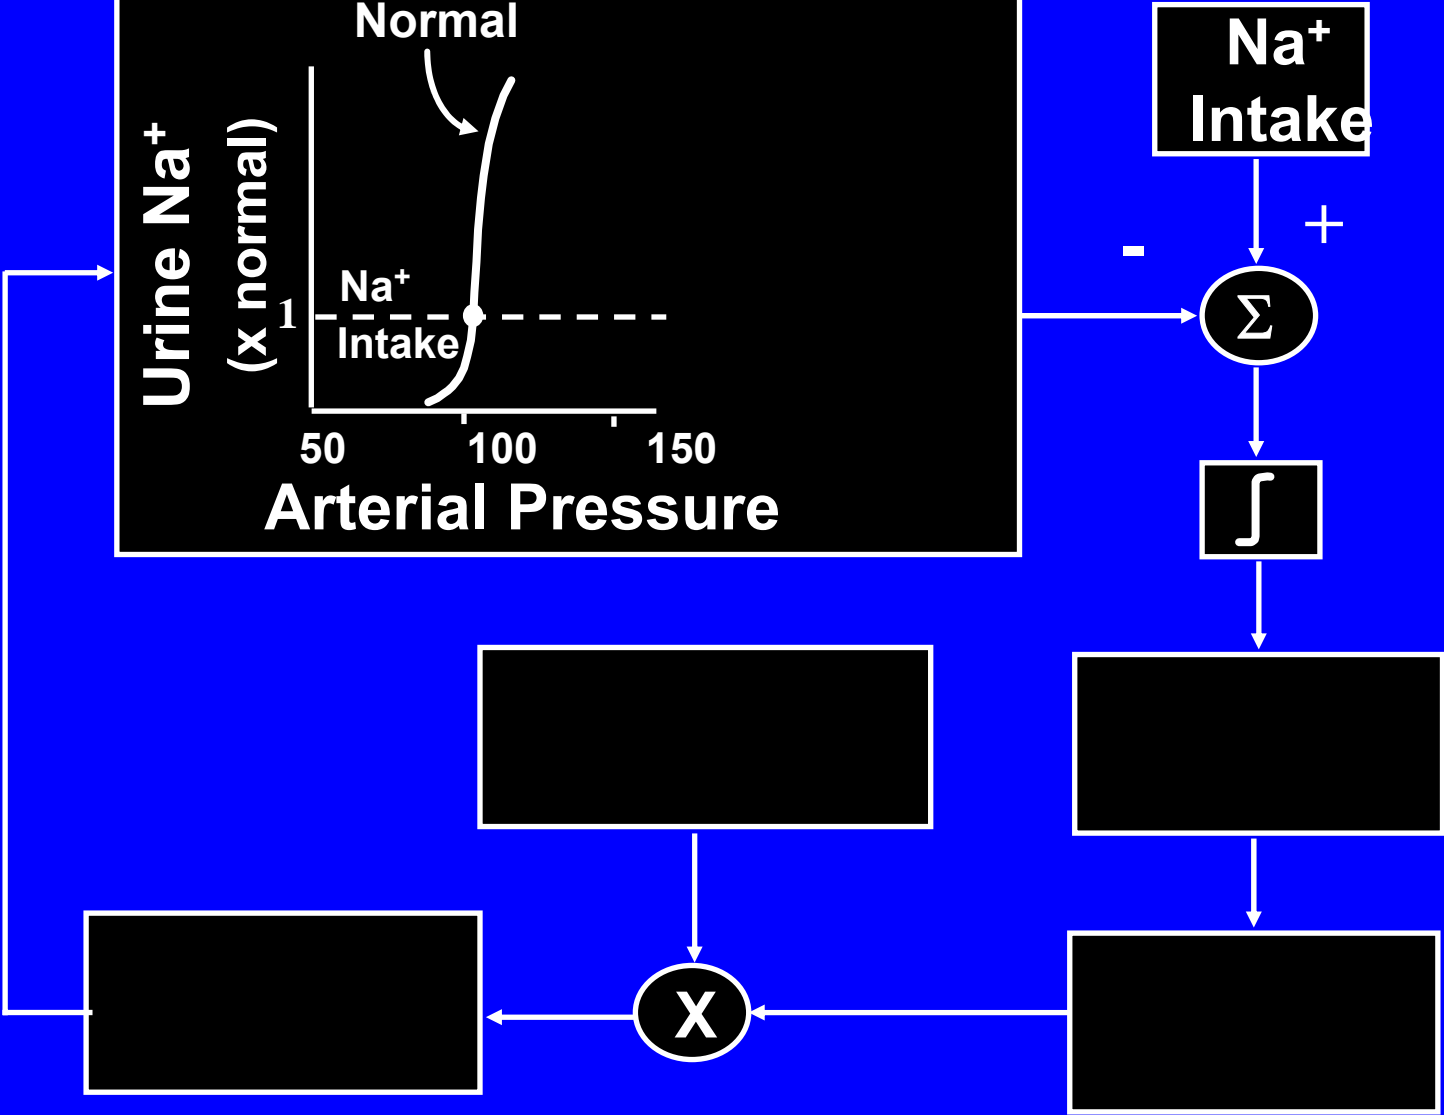 Normal
Urine Na⁺
(x normal)
1
Na⁺
Intake
50 100 150
Arterial Pressure
Na⁺
Intake
-
+
Σ
∫
X